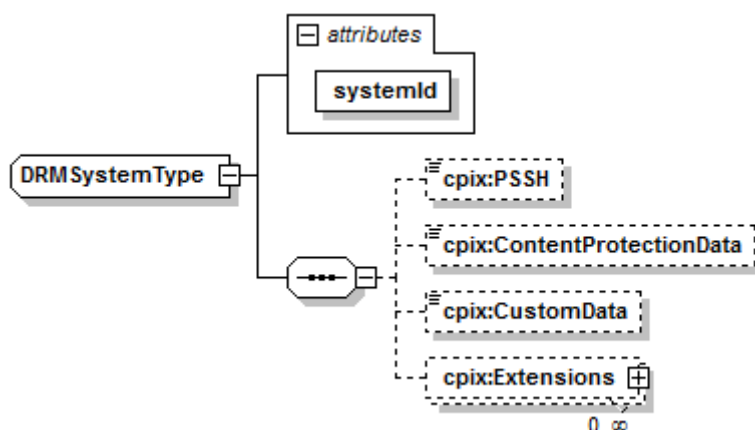 attributes
systemId
DRMSystemType
cpix:PSSH
cpix:ContentProtectionData
cpix:CustomData
cpix:Extensions
0 ∞